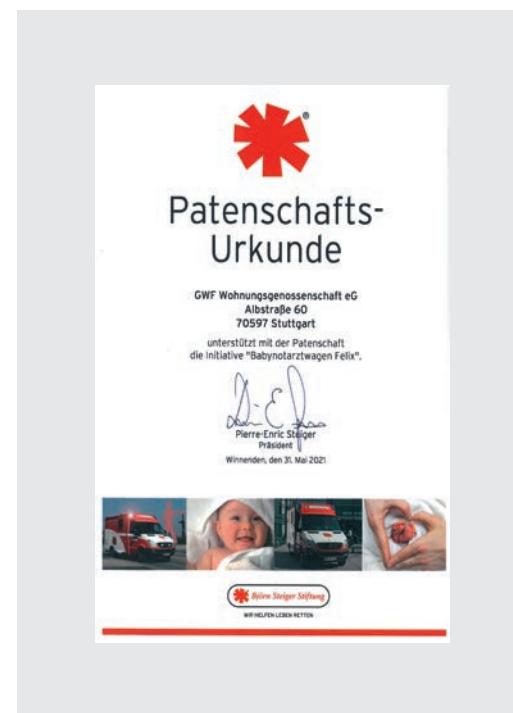 ®
Patenschafts-
Urkunde
GWF Wohnungsgenossenschaft eG
Albstraße 60
70597 Stuttgart
unterstützt mit der Patenschaft
die Initiative "Babynotarztwagen Felix".
Pierre-Enric Steiger
Präsident
Winnenden, den 31. Mai 2021
Björn Steiger Stiftung
WIR HELFEN LEBEN RETTEN